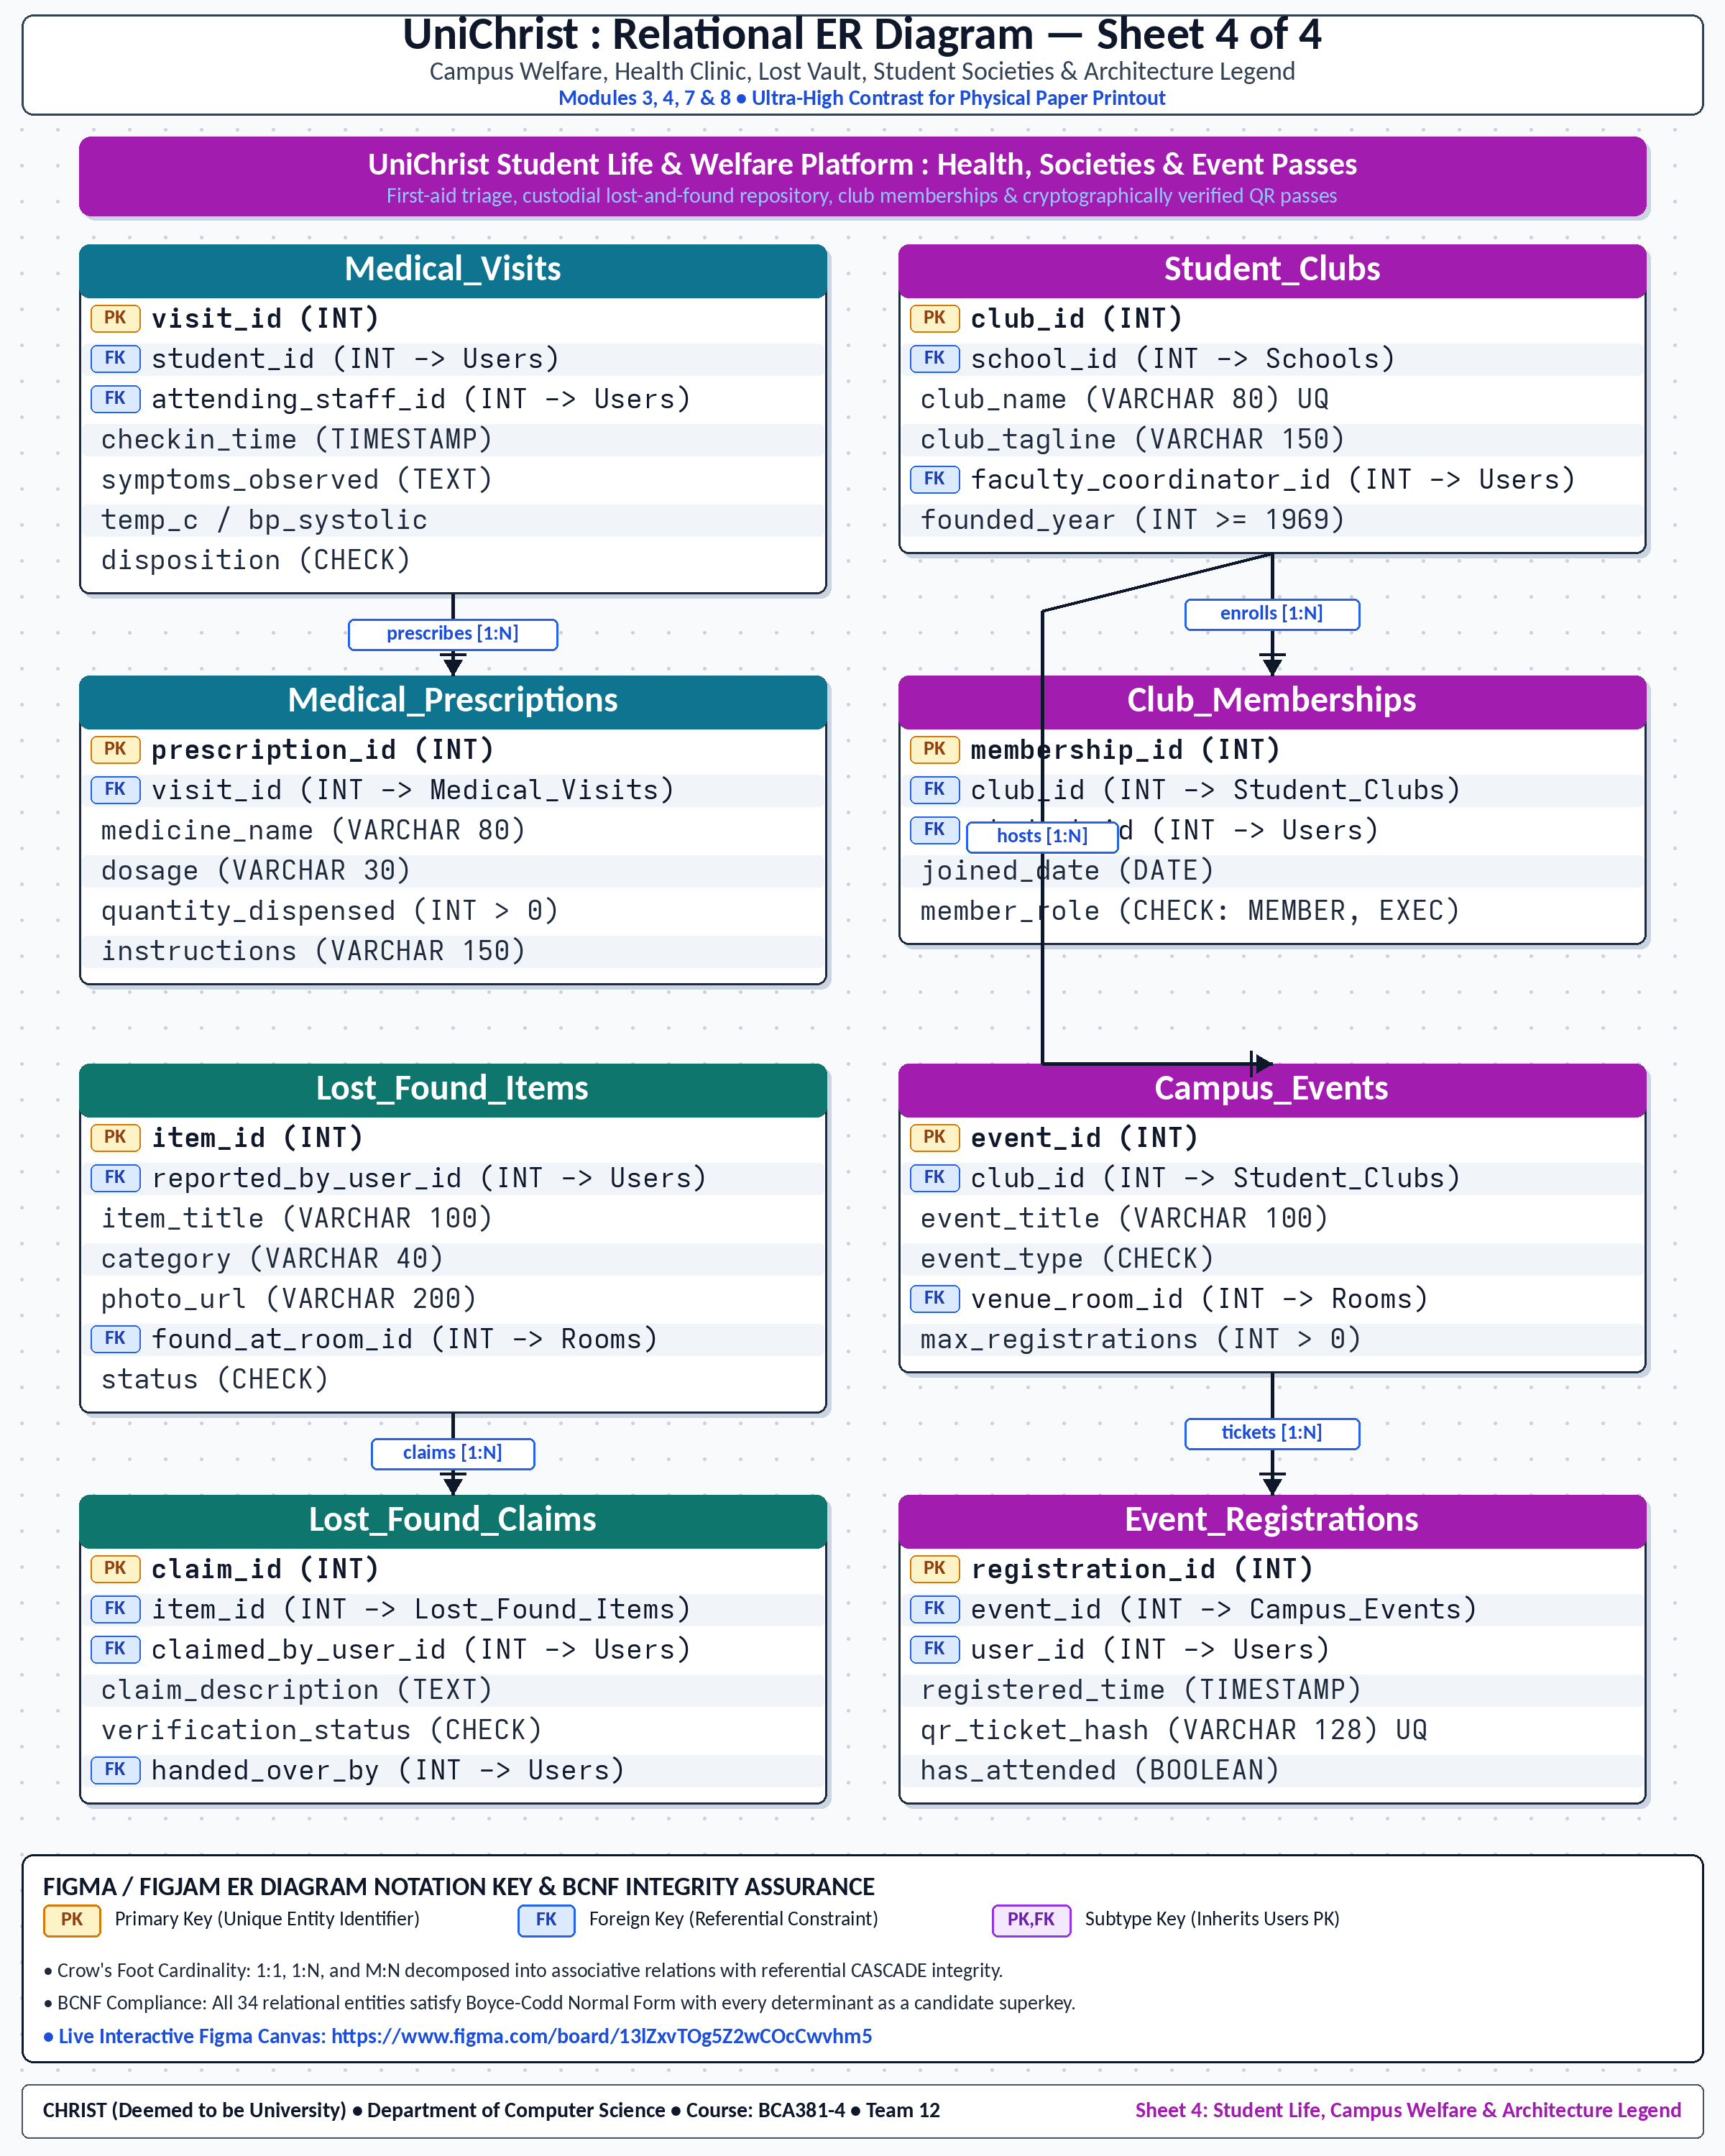 UniChrist : Relational ER Diagram — Sheet 4 of 4
Campus Welfare, Health Clinic, Lost Vault, Student Societies & Architecture Legend
Modules 3, 4, 7 & 8 • Ultra-High Contrast for Physical Paper Printout
UniChrist Student Life & Welfare Platform : Health, Societies & Event Passes
First-aid triage, custodial lost-and-found repository, club memberships & cryptographically verified QR passes
Medical_Visits
PK visit_id (INT)
FK student_id (INT -> Users)
FK attending_staff_id (INT -> Users)
checkin_time (TIMESTAMP)
symptoms_observed (TEXT)
temp_c / bp_systolic
disposition (CHECK)
prescribes [1:N]
Medical_Prescriptions
PK prescription_id (INT)
FK visit_id (INT -> Medical_Visits)
medicine_name (VARCHAR 80)
dosage (VARCHAR 30)
quantity_dispensed (INT > 0)
instructions (VARCHAR 150)
Lost_Found_Items
PK item_id (INT)
FK reported_by_user_id (INT -> Users)
item_title (VARCHAR 100)
category (VARCHAR 40)
photo_url (VARCHAR 200)
FK found_at_room_id (INT -> Rooms)
status (CHECK)
claims [1:N]
Lost_Found_Claims
PK claim_id (INT)
FK item_id (INT -> Lost_Found_Items)
FK claimed_by_user_id (INT -> Users)
claim_description (TEXT)
verification_status (CHECK)
FK handed_over_by (INT -> Users)
Student_Clubs
PK club_id (INT)
FK school_id (INT -> Schools)
club_name (VARCHAR 80) UQ
club_tagline (VARCHAR 150)
FK faculty_coordinator_id (INT -> Users)
founded_year (INT >= 1969)
enrolls [1:N]
Club_Memberships
PK membership_id (INT)
FK club_id (INT -> Student_Clubs)
FK hosts [1:N] (INT -> Users)
joined_date (DATE)
member_role (CHECK: MEMBER, EXEC)
Campus_Events
PK event_id (INT)
FK club_id (INT -> Student_Clubs)
event_title (VARCHAR 100)
event_type (CHECK)
FK venue_room_id (INT -> Rooms)
max_registrations (INT > 0)
tickets [1:N]
Event_Registrations
PK registration_id (INT)
FK event_id (INT -> Campus_Events)
FK user_id (INT -> Users)
registered_time (TIMESTAMP)
qr_ticket_hash (VARCHAR 128) UQ
has_attended (BOOLEAN)
FIGMA / FIGJAM ER DIAGRAM NOTATION KEY & BCNF INTEGRITY ASSURANCE
PK Primary Key (Unique Entity Identifier) FK Foreign Key (Referential Constraint) PK,FK Subtype Key (Inherits Users PK)
• Crow's Foot Cardinality: 1:1, 1:N, and M:N decomposed into associative relations with referential CASCADE integrity.
• BCNF Compliance: All 34 relational entities satisfy Boyce-Codd Normal Form with every determinant as a candidate superkey.
• Live Interactive Figma Canvas: https://www.figma.com/board/13lZxvTOg5Z2wCOcCwvhm5
CHRIST (Deemed to be University) • Department of Computer Science • Course: BCA381-4 • Team 12
Sheet 4: Student Life, Campus Welfare & Architecture Legend